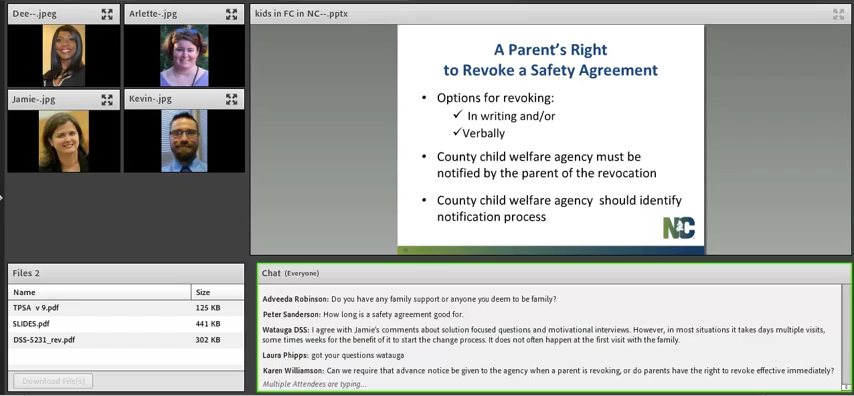 Dee--.jpeg
Arlette-.jpg
Jamie-.jpg
Kevin-.jpg
kids in FC in NC--.pptx
A Parent's Right
to Revoke a Safety Agreement
• Options for revoking:
✓ In writing and/or
✓Verbally
• County child welfare agency must be
notified by the parent of the revocation
• County child welfare agency should identify
notification process
NC
Files 2
Name Size
TPSA v 9.pdf 125 KB
SLIDES.pdf 441 KB
DSS-5231_rev.pdf 302 KB
Download File(s)
Chat (Everyone)
Adveeda Robinson: Do you have any family support or anyone you deem to be family?
Peter Sanderson: How long is a safety agreement good for.
Watauga DSS: I agree with Jamie's comments about solution focused questions and motivational interviews. However, in most situations it takes days multiple visits,
some times weeks for the benefit of it to start the change process. It does not often happen at the first visit with the family.
Laura Phipps: got your questions watauga
Karen Williamson: Can we require that advance notice be given to the agency when a parent is revoking, or do parents have the right to revoke effective immediately?
Multiple Attendees are typing...